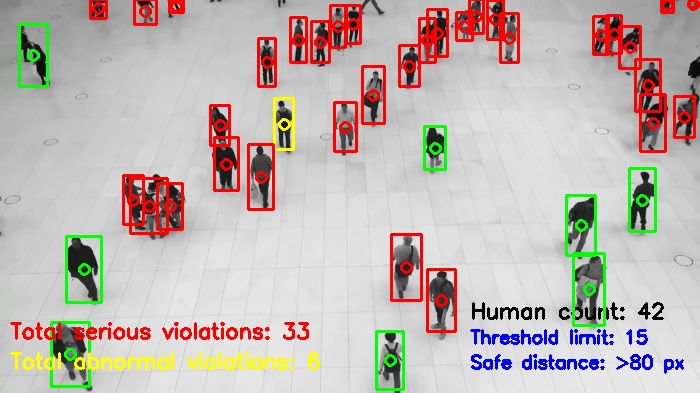 Total serious violations: 33
Total abnormal violations: 6
Human count: 42
Threshold limit: 15
Safe distance: >80 px